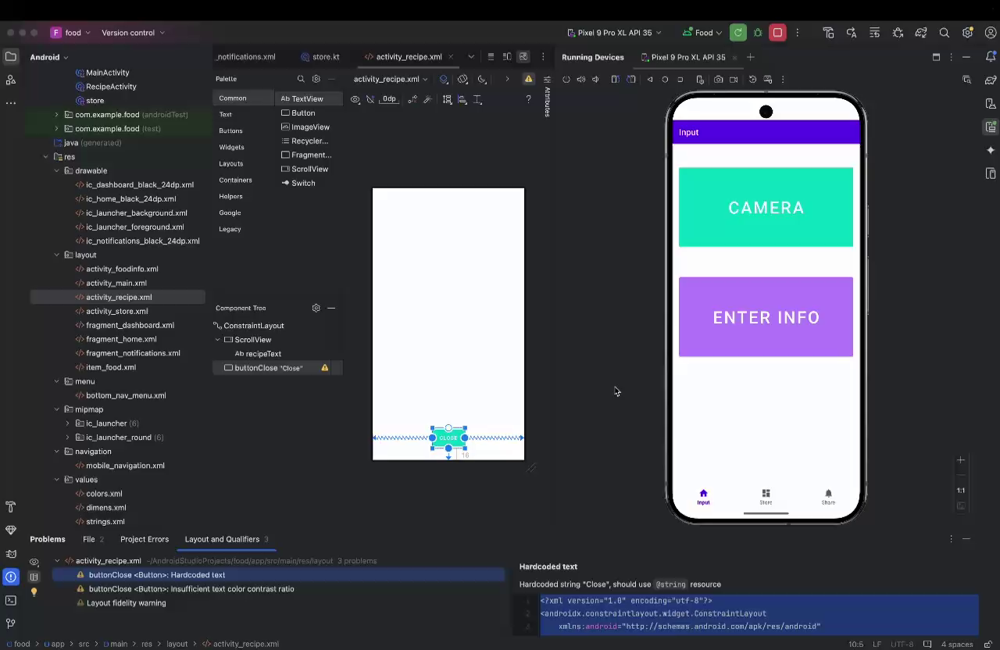 F food Version control Pixel 9 Pro XL API 35 Food
Android
MainActivity
RecipeActivity
store
com.example.food (androidTest)
com.example.food (test)
java (generated)
res
drawable
ic_dashboard_black_24dp.xml
ic_home_black_24dp.xml
ic_launcher_background.xml
ic_launcher_foreground.xml
ic_notifications_black_24dp.xml
layout
activity_foodinfo.xml
activity_main.xml
activity_recipe.xml
activity_store.xml
fragment_dashboard.xml
fragment_home.xml
fragment_notifications.xml
item_food.xml
menu
bottom_nav_menu.xml
mipmap
ic_launcher (6)
ic_launcher_round (6)
navigation
mobile_navigation.xml
values
colors.xml
dimens.xml
strings.xml
_notifications.xml store.kt activity_recipe.xml
Palette
Common
Text
Buttons
Widgets
Layouts
Containers
Helpers
Google
Legacy
Ab TextView
Button
ImageView
Recycler...
Fragment...
ScrollView
Switch
Component Tree
ConstraintLayout
ScrollView
Ab recipeText
buttonClose "Close"
activity_recipe.xml
0dp
?
Attributes
CLOSE
16
Running Devices Pixel 9 Pro XL API 35
Input
CAMERA
ENTER INFO
Input Store Share
1:1
Problems File 2 Project Errors Layout and Qualifiers 3
activity_recipe.xml ~/AndroidStudioProjects/food/app/src/main/res/layout 3 problems
buttonClose <Button>: Hardcoded text
buttonClose <Button>: Insufficient text color contrast ratio
Layout fidelity warning
Hardcoded text
Hardcoded string "Close", should use @string resource
1 <?xml version="1.0" encoding="utf-8"?>
2 <androidx.constraintlayout.widget.ConstraintLayout
3 xmlns:android="http://schemas.android.com/apk/res/android"
food app src main res layout activity_recipe.xml 10:5 LF UTF-8 4 spaces